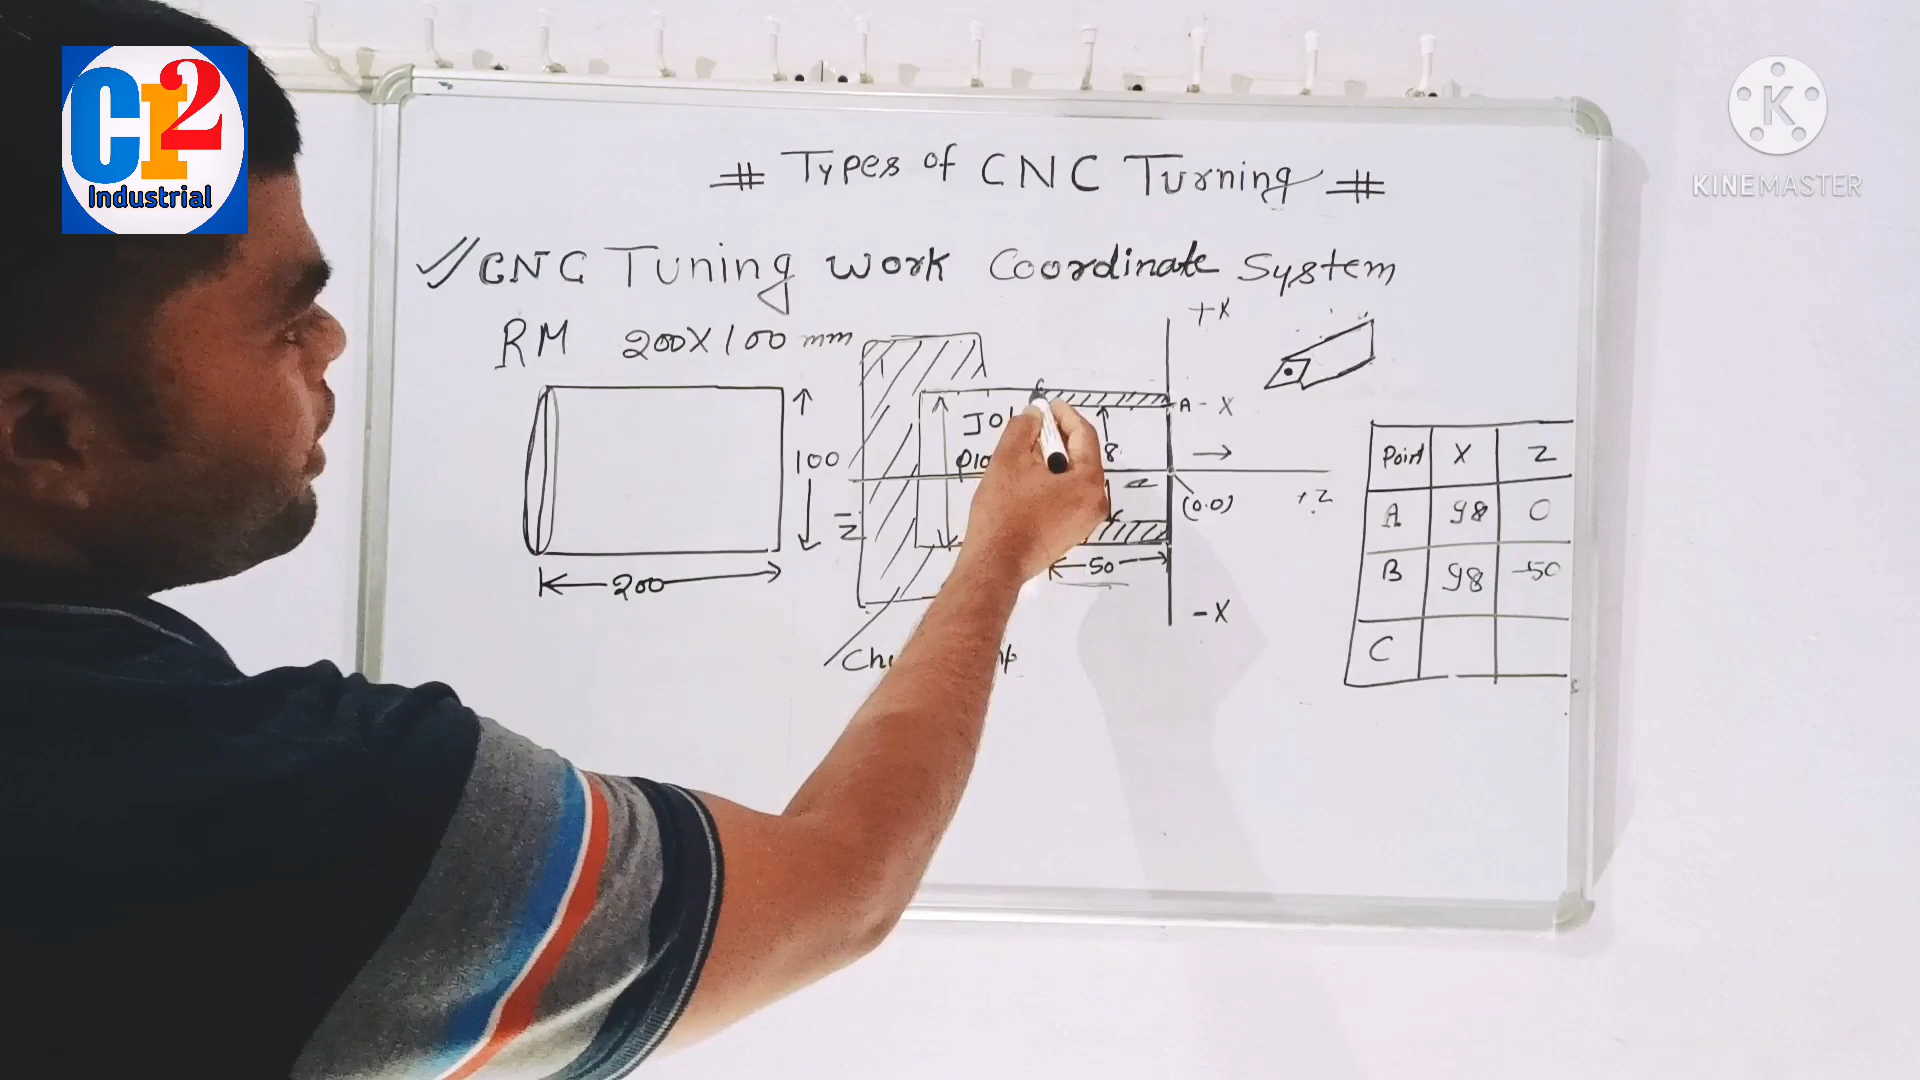 CI2
Industrial
KINEMASTER
# Types of CNC Turning #
CNC Tuning work Coordinate System
RM 200X100 mm
+X
A - X
100
8
(0.0)
+Z
-Z
50
200
-X
Point X Z
A 98 0
B 98 -50
C